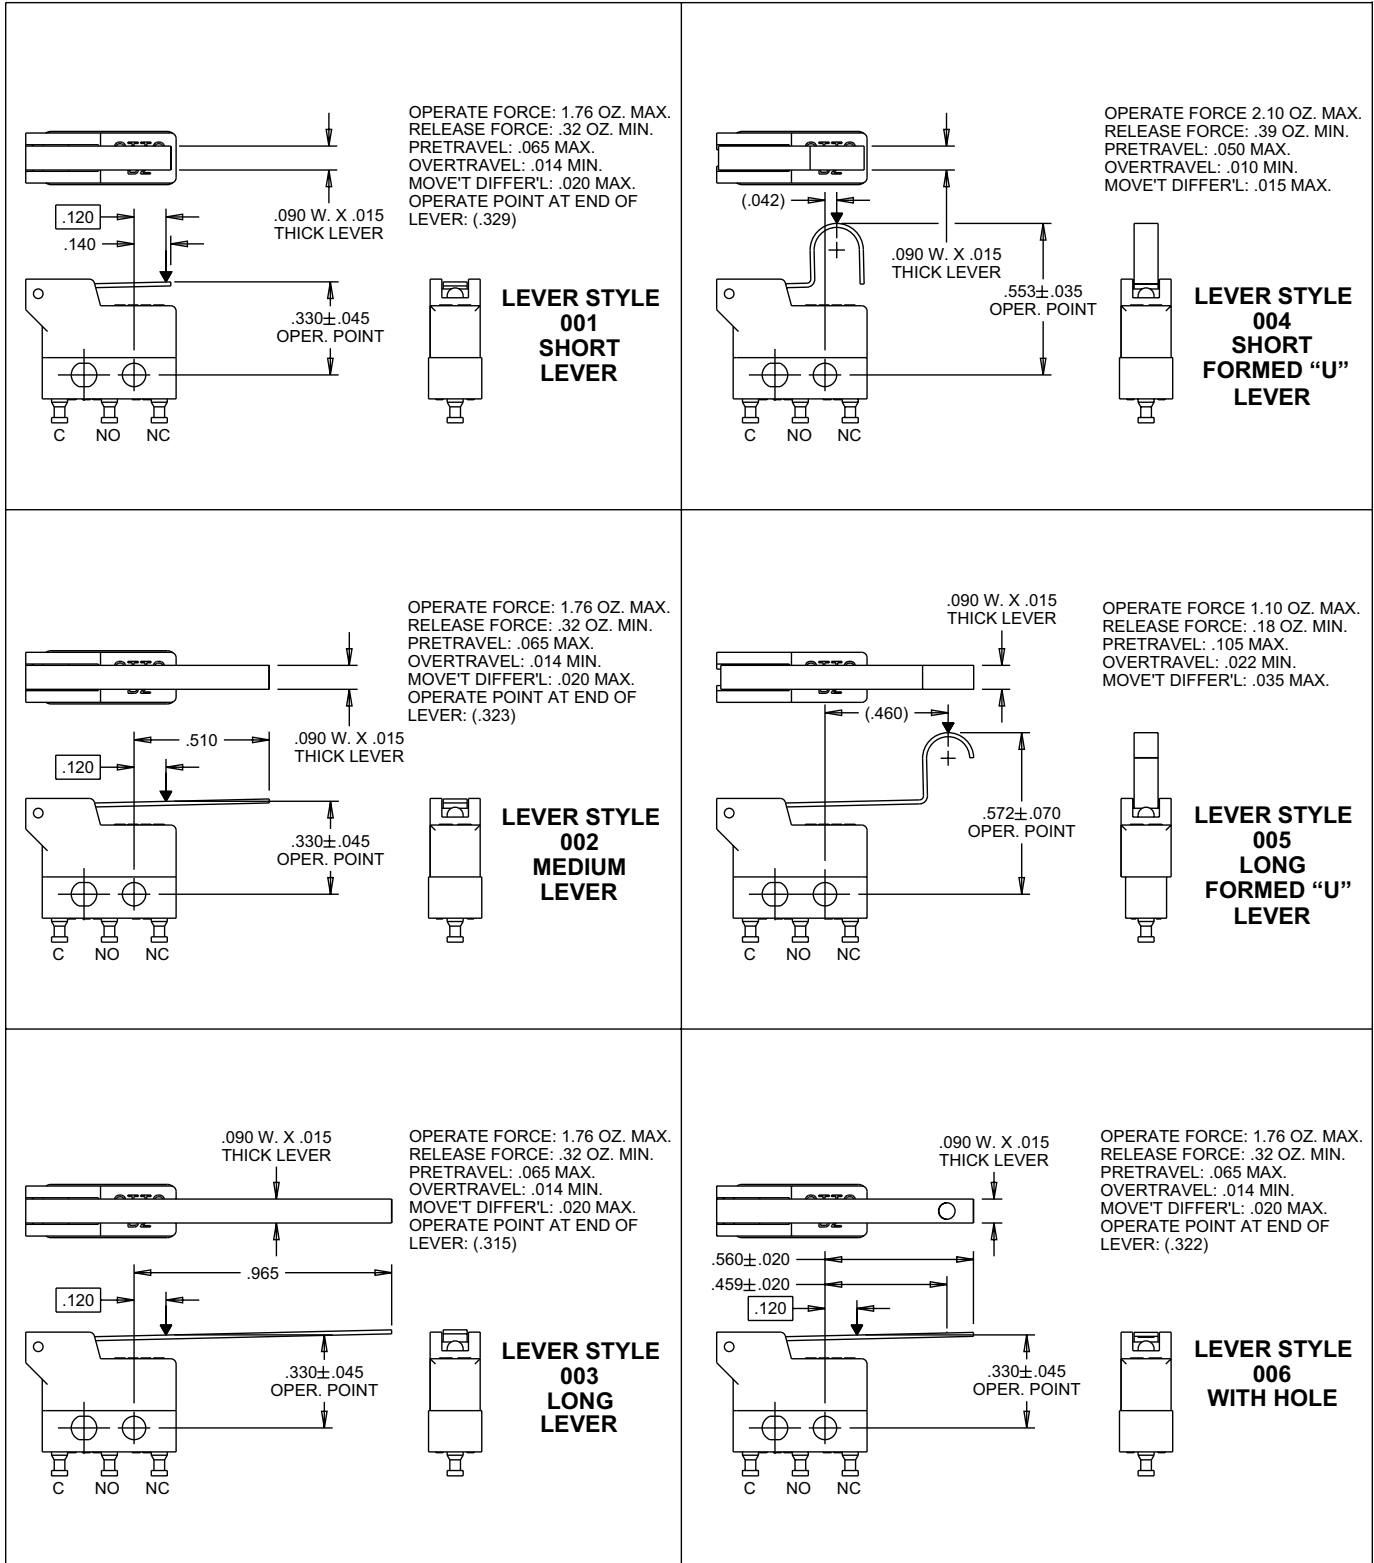 OPERATE FORCE: 1.76 OZ. MAX.
RELEASE FORCE: .32 OZ. MIN.
PRETRAVEL: .065 MAX.
OVERTRAVEL: .014 MIN.
MOVE'T DIFFER'L: .020 MAX.
OPERATE POINT AT END OF
LEVER: (.329)
.090 W. X .015
THICK LEVER
.120
.140
.330±.045
OPER. POINT
C NO NC
LEVER STYLE
001
SHORT
LEVER
OPERATE FORCE 2.10 OZ. MAX.
RELEASE FORCE: .39 OZ. MIN.
PRETRAVEL: .050 MAX.
OVERTRAVEL: .010 MIN.
MOVE'T DIFFER'L: .015 MAX.
(.042)
.090 W. X .015
THICK LEVER
.553±.035
OPER. POINT
C NO NC
LEVER STYLE
004
SHORT
FORMED “U”
LEVER
OPERATE FORCE: 1.76 OZ. MAX.
RELEASE FORCE: .32 OZ. MIN.
PRETRAVEL: .065 MAX.
OVERTRAVEL: .014 MIN.
MOVE'T DIFFER'L: .020 MAX.
OPERATE POINT AT END OF
LEVER: (.323)
.510
.090 W. X .015
THICK LEVER
.120
.330±.045
OPER. POINT
C NO NC
LEVER STYLE
002
MEDIUM
LEVER
.090 W. X .015
THICK LEVER
OPERATE FORCE 1.10 OZ. MAX.
RELEASE FORCE: .18 OZ. MIN.
PRETRAVEL: .105 MAX.
OVERTRAVEL: .022 MIN.
MOVE'T DIFFER'L: .035 MAX.
(.460)
.572±.070
OPER. POINT
C NO NC
LEVER STYLE
005
LONG
FORMED “U”
LEVER
.090 W. X .015
THICK LEVER
OPERATE FORCE: 1.76 OZ. MAX.
RELEASE FORCE: .32 OZ. MIN.
PRETRAVEL: .065 MAX.
OVERTRAVEL: .014 MIN.
MOVE'T DIFFER'L: .020 MAX.
OPERATE POINT AT END OF
LEVER: (.315)
.965
.120
.330±.045
OPER. POINT
C NO NC
LEVER STYLE
003
LONG
LEVER
.090 W. X .015
THICK LEVER
OPERATE FORCE: 1.76 OZ. MAX.
RELEASE FORCE: .32 OZ. MIN.
PRETRAVEL: .065 MAX.
OVERTRAVEL: .014 MIN.
MOVE'T DIFFER'L: .020 MAX.
OPERATE POINT AT END OF
LEVER: (.322)
.560±.020
.459±.020
.120
.330±.045
OPER. POINT
C NO NC
LEVER STYLE
006
WITH HOLE